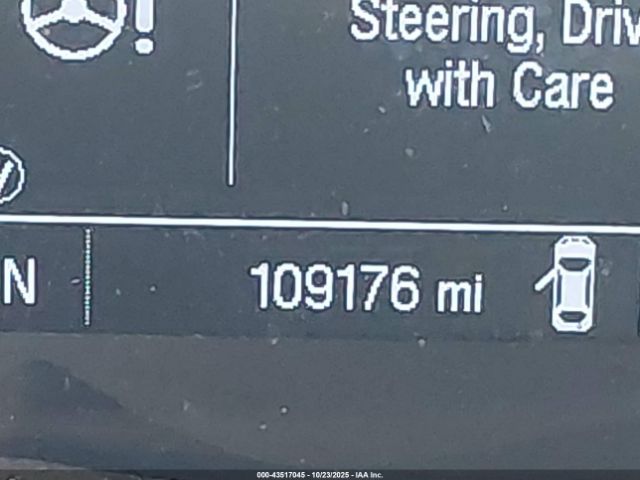 Steering, Driv
with Care
N
109176 mi
000-43517045 - 10/23/2025 - IAA Inc.